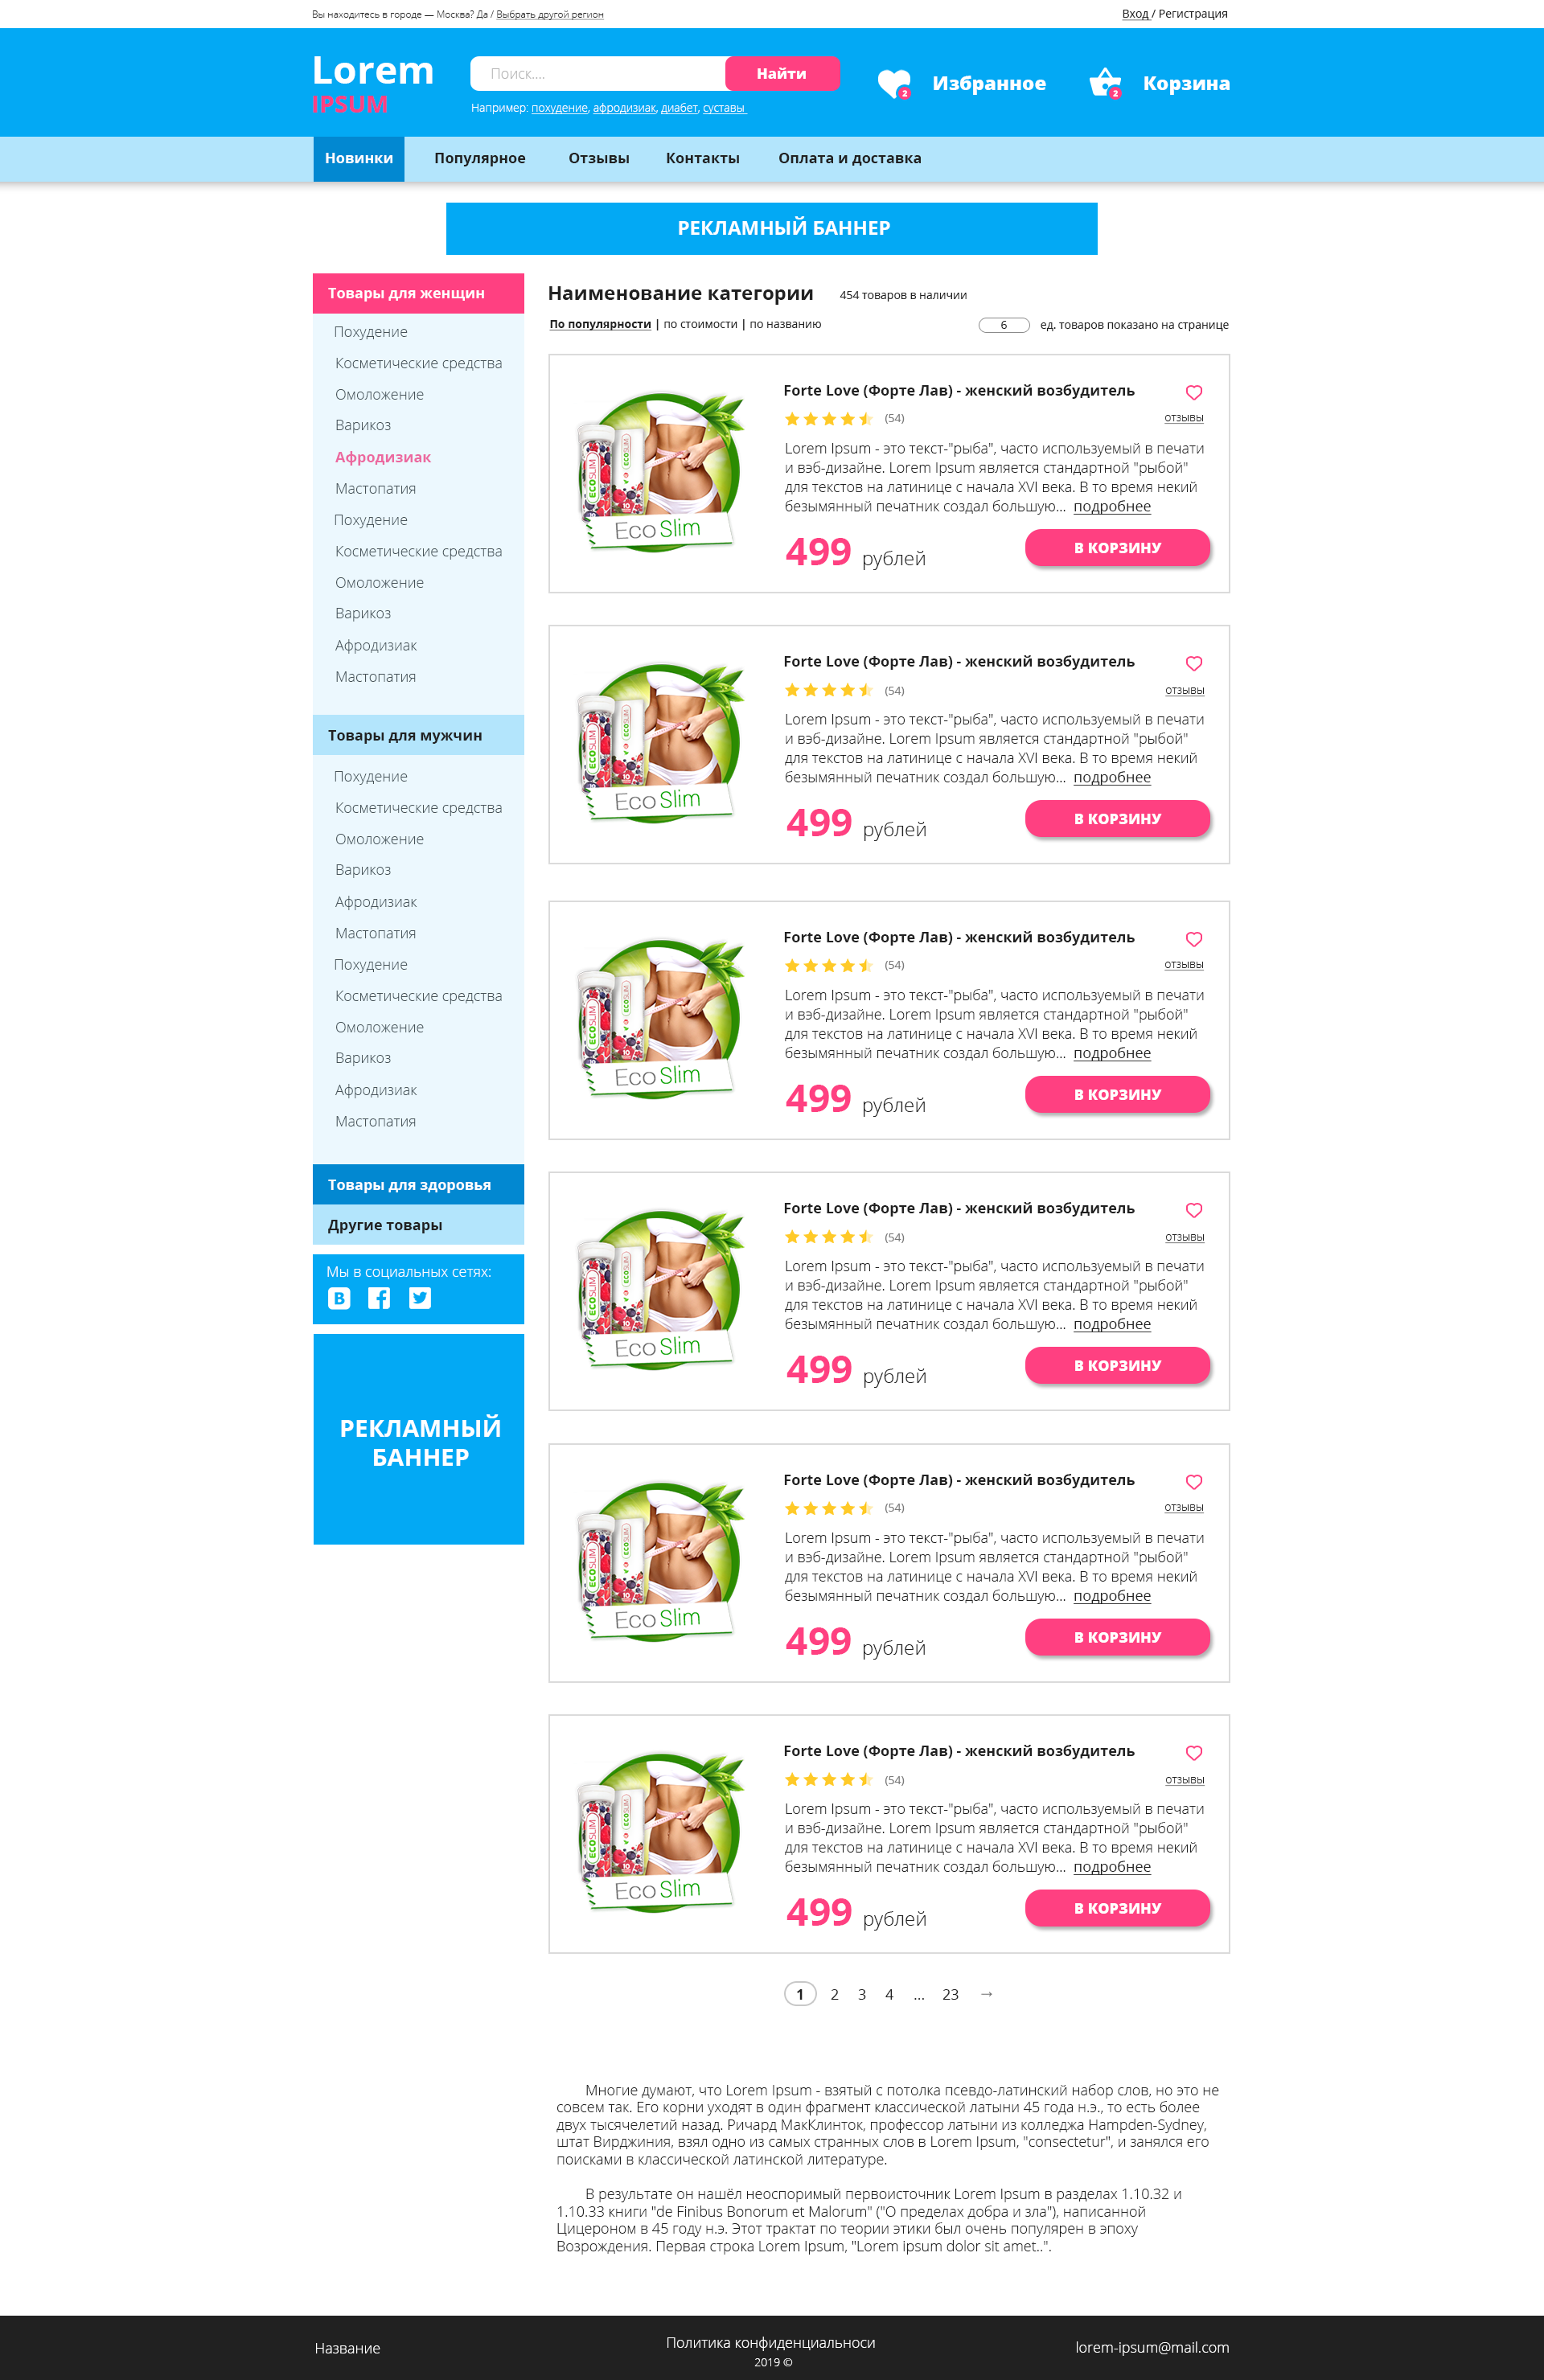 Вы находитесь в городе — Москва? Да / Выбрать другой регион
Вход / Регистрация
Lorem
IPSUM
Поиск....
Найти
Например: похудение, афродизиак, диабет, суставы
2
Избранное
2
Корзина
Новинки
Популярное
Отзывы
Контакты
Оплата и доставка
РЕКЛАМНЫЙ БАННЕР
Товары для женщин
Похудение
Косметические средства
Омоложение
Варикоз
Афродизиак
Мастопатия
Похудение
Косметические средства
Омоложение
Варикоз
Афродизиак
Мастопатия
Товары для мужчин
Похудение
Косметические средства
Омоложение
Варикоз
Афродизиак
Мастопатия
Похудение
Косметические средства
Омоложение
Варикоз
Афродизиак
Мастопатия
Товары для здоровья
Другие товары
Мы в социальных сетях:
РЕКЛАМНЫЙ
БАННЕР
Наименование категории
454 товаров в наличии
По популярности | по стоимости | по названию
6 ед. товаров показано на странице
ECOSLIM
ECOSLIM
10
Eco Slim
Forte Love (Форте Лав) - женский возбудитель
(54)
отзывы
Lorem Ipsum - это текст-"рыба", часто используемый в печати
и вэб-дизайне. Lorem Ipsum является стандартной "рыбой"
для текстов на латинице с начала XVI века. В то время некий
безымянный печатник создал большую... подробнее
499 рублей
В КОРЗИНУ
ECOSLIM
ECOSLIM
10
Eco Slim
Forte Love (Форте Лав) - женский возбудитель
(54)
отзывы
Lorem Ipsum - это текст-"рыба", часто используемый в печати
и вэб-дизайне. Lorem Ipsum является стандартной "рыбой"
для текстов на латинице с начала XVI века. В то время некий
безымянный печатник создал большую... подробнее
499 рублей
В КОРЗИНУ
ECOSLIM
ECOSLIM
10
Eco Slim
Forte Love (Форте Лав) - женский возбудитель
(54)
отзывы
Lorem Ipsum - это текст-"рыба", часто используемый в печати
и вэб-дизайне. Lorem Ipsum является стандартной "рыбой"
для текстов на латинице с начала XVI века. В то время некий
безымянный печатник создал большую... подробнее
499 рублей
В КОРЗИНУ
ECOSLIM
ECOSLIM
10
Eco Slim
Forte Love (Форте Лав) - женский возбудитель
(54)
отзывы
Lorem Ipsum - это текст-"рыба", часто используемый в печати
и вэб-дизайне. Lorem Ipsum является стандартной "рыбой"
для текстов на латинице с начала XVI века. В то время некий
безымянный печатник создал большую... подробнее
499 рублей
В КОРЗИНУ
ECOSLIM
ECOSLIM
10
Eco Slim
Forte Love (Форте Лав) - женский возбудитель
(54)
отзывы
Lorem Ipsum - это текст-"рыба", часто используемый в печати
и вэб-дизайне. Lorem Ipsum является стандартной "рыбой"
для текстов на латинице с начала XVI века. В то время некий
безымянный печатник создал большую... подробнее
499 рублей
В КОРЗИНУ
ECOSLIM
ECOSLIM
10
Eco Slim
Forte Love (Форте Лав) - женский возбудитель
(54)
отзывы
Lorem Ipsum - это текст-"рыба", часто используемый в печати
и вэб-дизайне. Lorem Ipsum является стандартной "рыбой"
для текстов на латинице с начала XVI века. В то время некий
безымянный печатник создал большую... подробнее
499 рублей
В КОРЗИНУ
1 2 3 4 ... 23 →
Многие думают, что Lorem Ipsum - взятый с потолка псевдо-латинский набор слов, но это не
совсем так. Его корни уходят в один фрагмент классической латыни 45 года н.э., то есть более
двух тысячелетий назад. Ричард МакКлинток, профессор латыни из колледжа Hampden-Sydney,
штат Вирджиния, взял одно из самых странных слов в Lorem Ipsum, "consectetur", и занялся его
поисками в классической латинской литературе.
В результате он нашёл неоспоримый первоисточник Lorem Ipsum в разделах 1.10.32 и
1.10.33 книги "de Finibus Bonorum et Malorum" ("О пределах добра и зла"), написанной
Цицероном в 45 году н.э. Этот трактат по теории этики был очень популярен в эпоху
Возрождения. Первая строка Lorem Ipsum, "Lorem ipsum dolor sit amet..".
Название
Политика конфиденциальноси
2019 ©
lorem-ipsum@mail.com